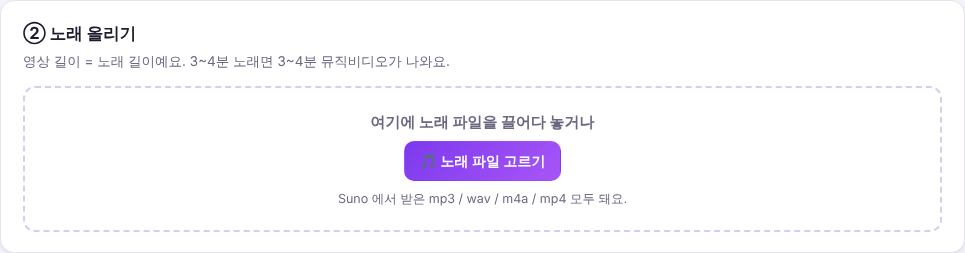 ② 노래 올리기
영상 길이 = 노래 길이예요. 3~4분 노래면 3~4분 뮤직비디오가 나와요.
여기에 노래 파일을 끌어다 놓거나
🎵 노래 파일 고르기
Suno 에서 받은 mp3 / wav / m4a / mp4 모두 돼요.